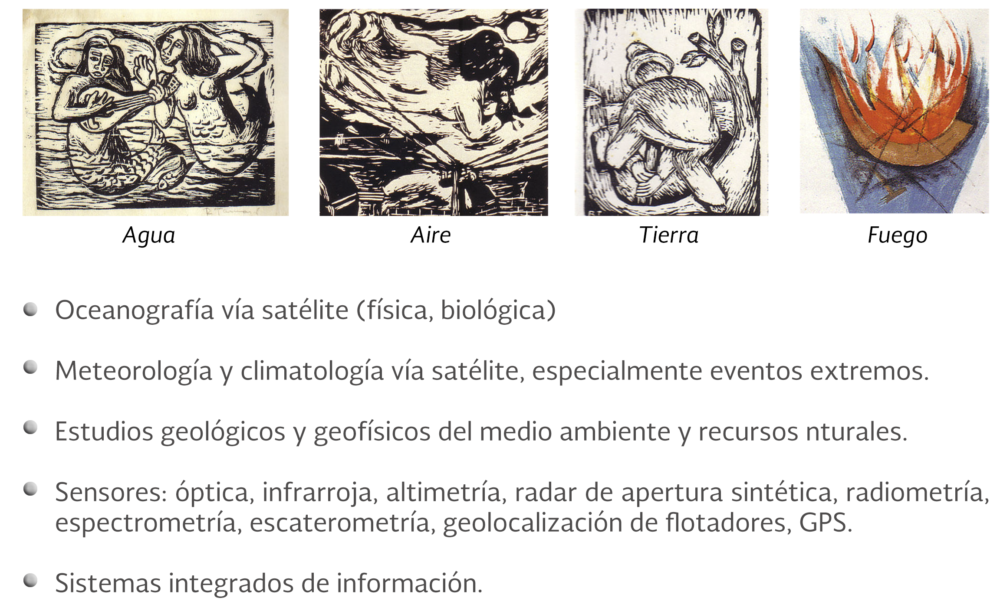 Agua
Aire
Tierra
Fuego
Oceanografía vía satélite (física, biológica)
Meteorología y climatología vía satélite, especialmente eventos extremos.
Estudios geológicos y geofísicos del medio ambiente y recursos nturales.
Sensores: óptica, infrarroja, altimetría, radar de apertura sintética, radiometría,
espectrometría, escaterometría, geolocalización de flotadores, GPS.
Sistemas integrados de información.